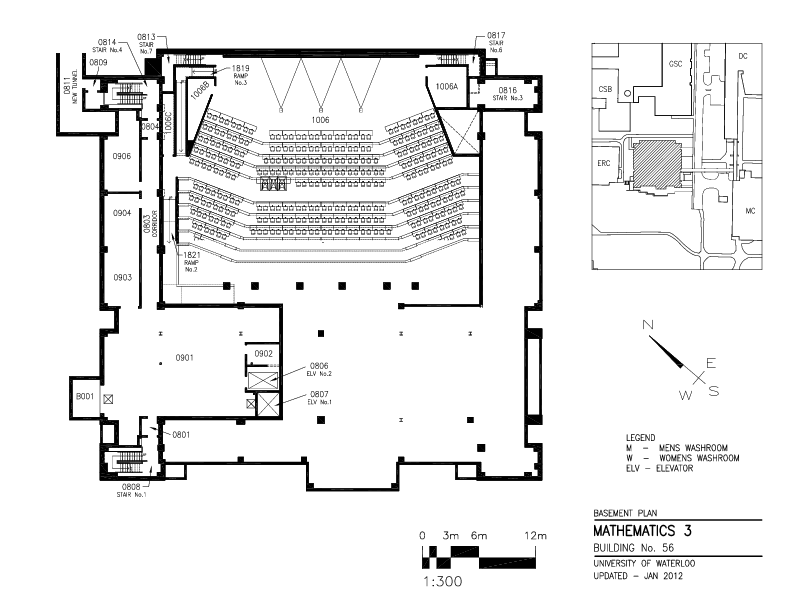 0813
STAIR
No.7
0814
STAIR No.4
0809
0811
NEW TUNNEL
1819
RAMP
No.3
0817
STAIR
No.6
1006B
1006C
1006
1006A
0816
STAIR No.3
0804
0906
0904
0803
CORRIDOR
0903
1821
RAMP
No.2
0901
0902
0806
ELV No.2
0807
ELV No.1
B001
0801
0808
STAIR No.1
DC
GSC
CSB
ERC
MC
N
E
W
S
LEGEND
M – MENS WASHROOM
W – WOMENS WASHROOM
ELV – ELEVATOR
0 3m 6m 12m
1:300
BASEMENT PLAN
MATHEMATICS 3
BUILDING No. 56
UNIVERSITY OF WATERLOO
UPDATED – JAN 2012